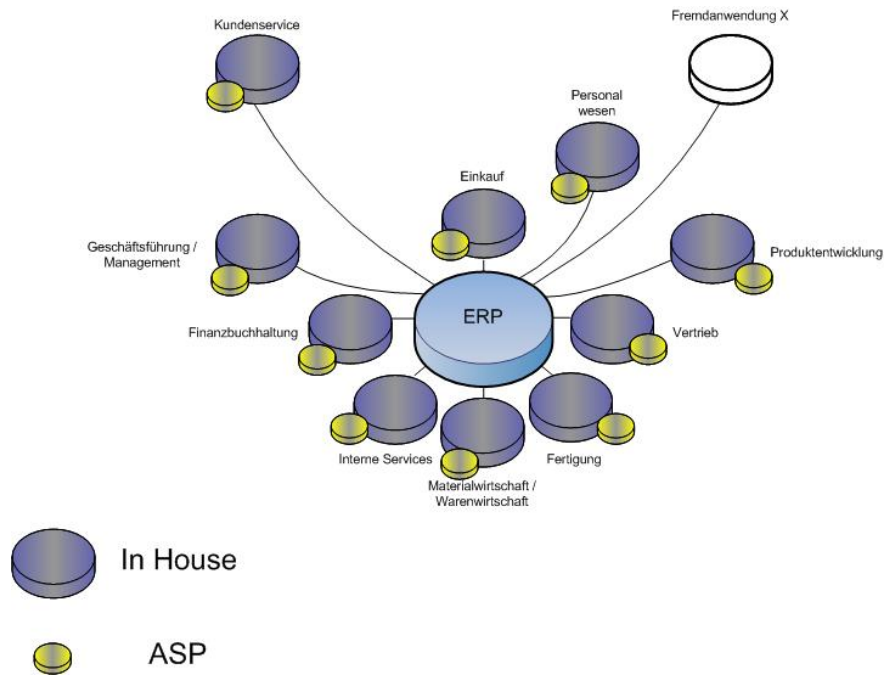 Kundenservice
Fremdanwendung X
Personal
wesen
Einkauf
Geschäftsführung /
Management
Produktentwicklung
ERP
Finanzbuchhaltung
Vertrieb
Interne Services
Fertigung
Materialwirtschaft /
Warenwirtschaft
In House
ASP